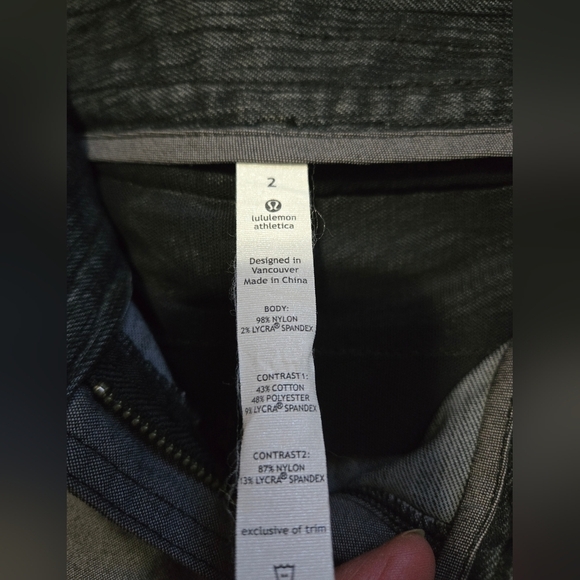 2
lululemon
athletica
Designed in
Vancouver
Made in China
BODY:
98% NYLON
2% LYCRA® SPANDEX
CONTRAST1:
43% COTTON
48% POLYESTER
9% LYCRA® SPANDEX
CONTRAST2:
87% NYLON
13% LYCRA® SPANDEX
exclusive of trim